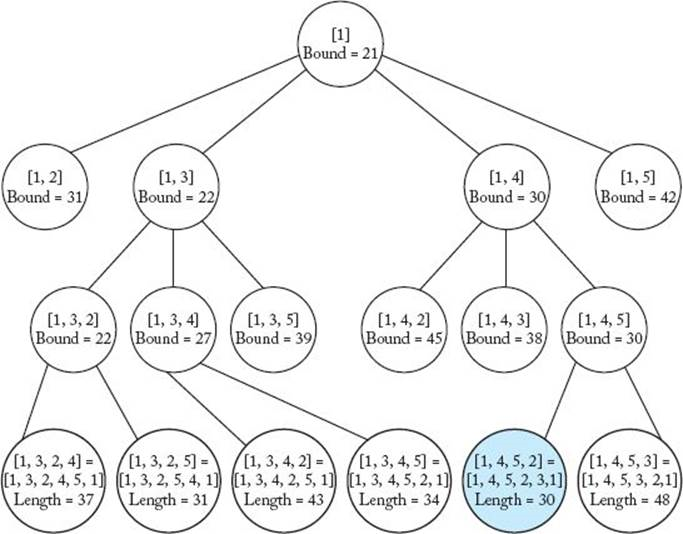 [1]
Bound = 21
[1, 2]
Bound = 31
[1, 3]
Bound = 22
[1, 4]
Bound = 30
[1, 5]
Bound = 42
[1, 3, 2]
Bound = 22
[1, 3, 4]
Bound = 27
[1, 3, 5]
Bound = 39
[1, 4, 2]
Bound = 45
[1, 4, 3]
Bound = 38
[1, 4, 5]
Bound = 30
[1, 3, 2, 4] =
[1, 3, 2, 4, 5, 1]
Length = 37
[1, 3, 2, 5] =
[1, 3, 2, 5, 4, 1]
Length = 31
[1, 3, 4, 2] =
[1, 3, 4, 2, 5, 1]
Length = 43
[1, 3, 4, 5] =
[1, 3, 4, 5, 2, 1]
Length = 34
[1, 4, 5, 2] =
[1, 4, 5, 2, 3,1]
Length = 30
[1, 4, 5, 3] =
[1, 4, 5, 3, 2,1]
Length = 48